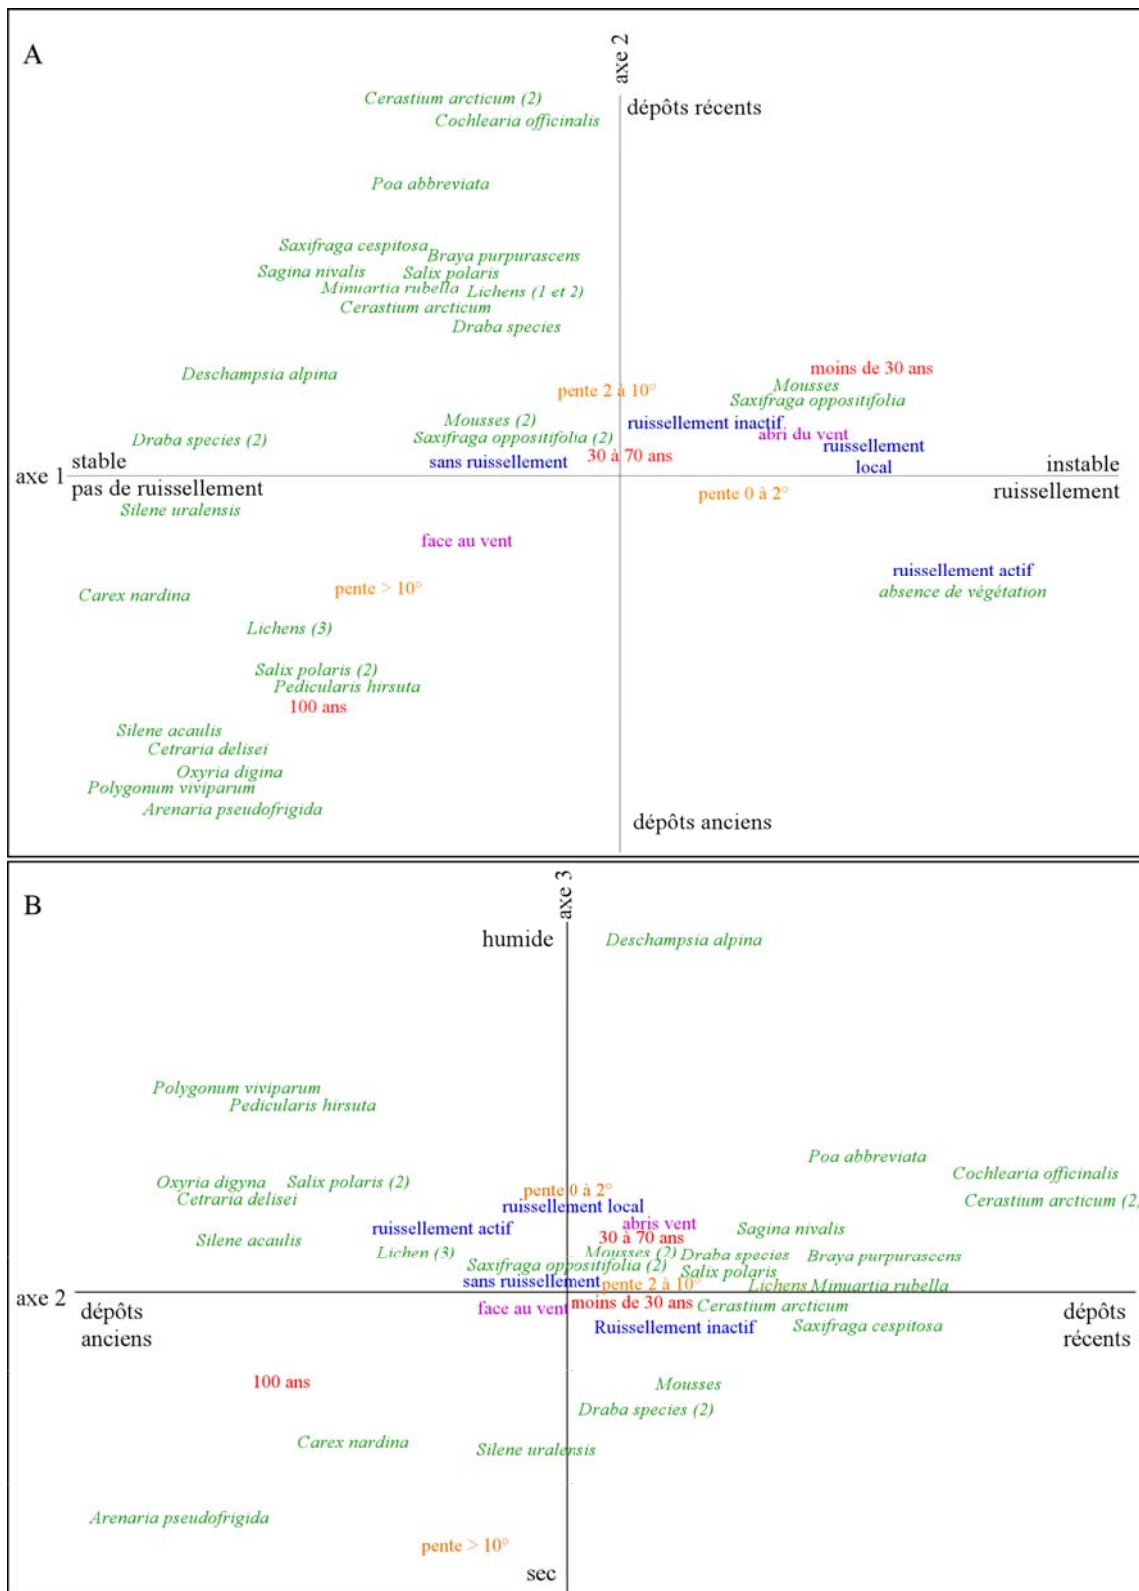 A
axe 2
dépôts récents
Cerastium arcticum (2)
Cochlearia officinalis
Poa abbreviata
Saxifraga cespitosa
Braya purpurascens
Sagina nivalis
Salix polaris
Minuartia rubella
Lichens (1 et 2)
Cerastium arcticum
Draba species
Deschampsia alpina
moins de 30 ans
pente 2 à 10°
Mousses
Saxifraga oppositifolia
Mousses (2)
ruissellement inactif
Draba species (2)
Saxifraga oppositifolia (2)
abri du vent
ruissellement
local
30 à 70 ans
sans ruissellement
stable
instable
axe 1
pas de ruissellement
pente 0 à 2°
ruissellement
Silene uralensis
face au vent
ruissellement actif
pente > 10°
absence de végétation
Carex nardina
Lichens (3)
Salix polaris (2)
Pedicularis hirsuta
100 ans
Silene acaulis
Cetraria delisei
Oxyria digina
Polygonum viviparum
Arenaria pseudofrigida
dépôts anciens
B
axe 3
humide
Deschampsia alpina
Polygonum viviparum
Pedicularis hirsuta
Poa abbreviata
Cochlearia officinalis
Oxyria digyna
Salix polaris (2)
pente 0 à 2°
Cetraria delisei
Cerastium arcticum (2)
ruissellement local
ruissellement actif
abris vent
Sagina nivalis
Silene acaulis
30 à 70 ans
Lichen (3)
Mousses (2)
Draba species
Braya purpurascens
Saxifraga oppositifolia (2)
Salix polaris
sans ruissellement
pente 2 à 10°
Lichens
Minuartia rubella
axe 2
dépôts
anciens
face au vent
moins de 30 ans
Cerastium arcticum
dépôts
récents
Ruissellement inactif
Saxifraga cespitosa
100 ans
Mousses
Draba species (2)
Carex nardina
Silene uralensis
Arenaria pseudofrigida
pente > 10°
sec